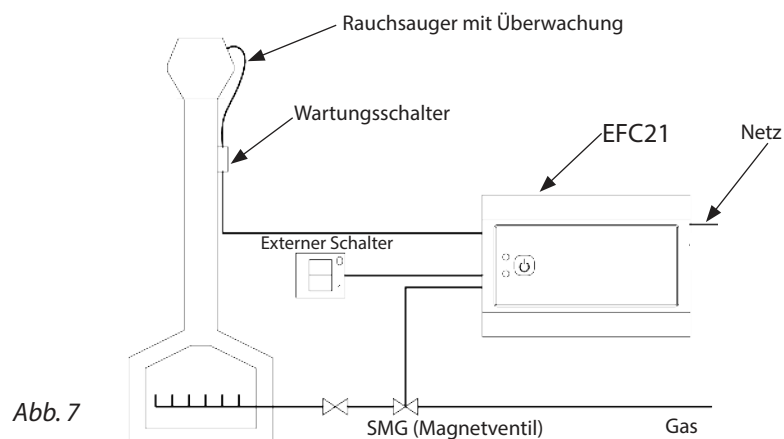 Rauchsauger mit Überwachung
Wartungsschalter
EFC21
Netz
Externer Schalter
Abb. 7
SMG (Magnetventil)
Gas